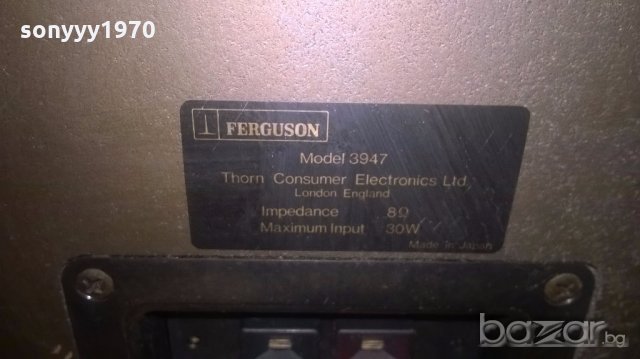 sonyyy1970
FERGUSON
Model 3947
Thorn Consumer Electronics Ltd.
London England
Impedance 8Ω
Maximum Input 30W
Made in Japan
bazar.bg